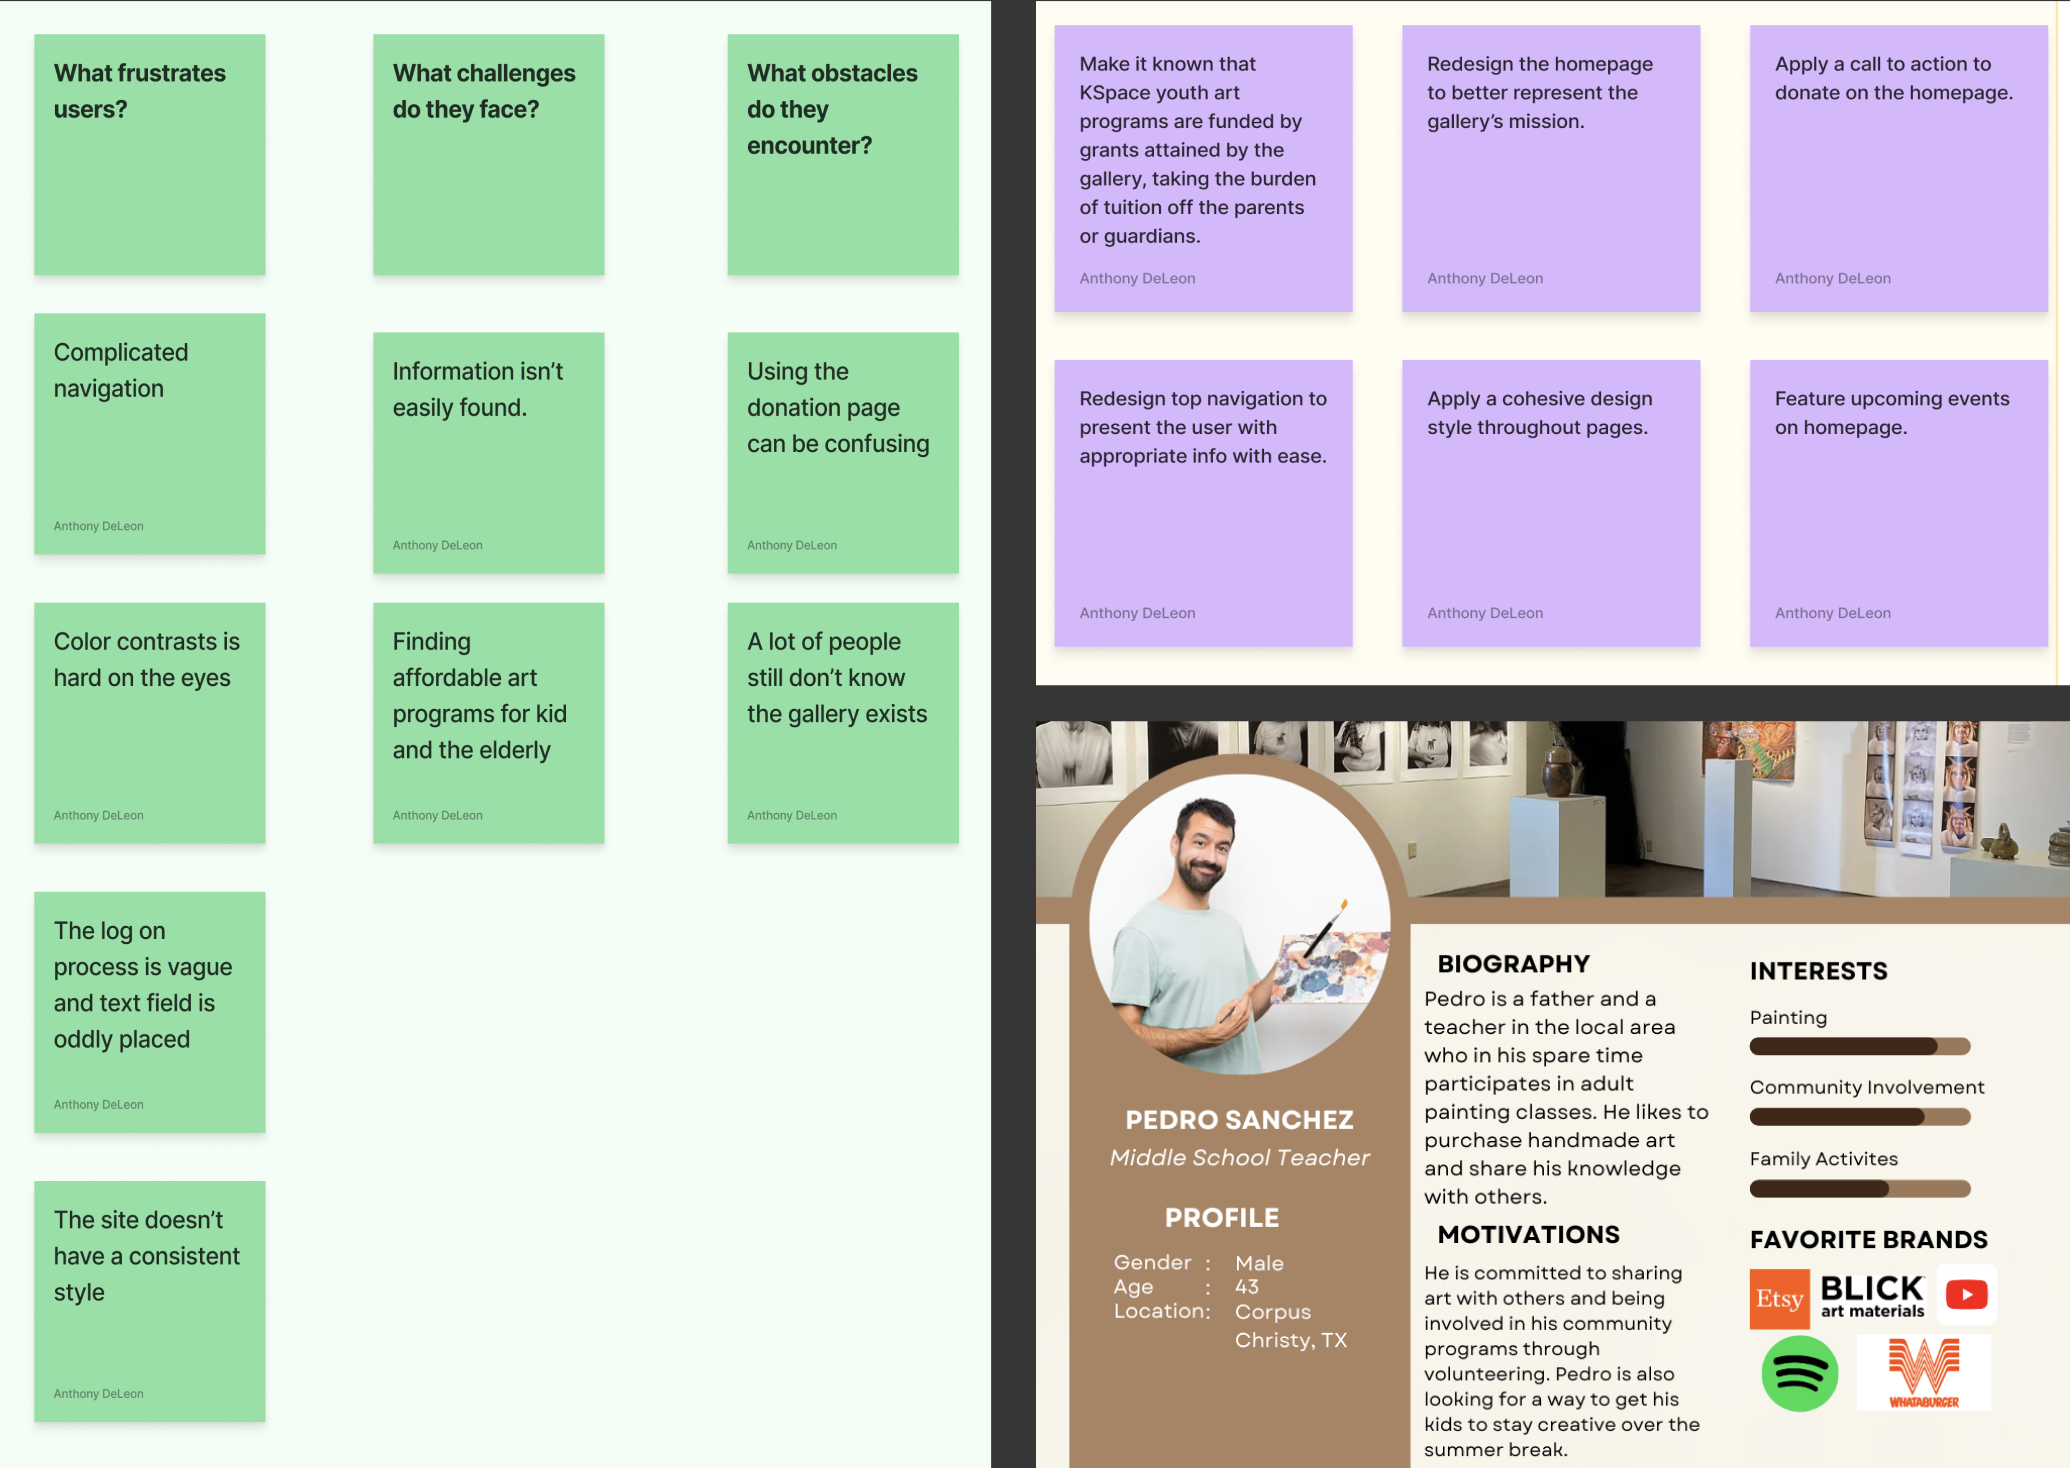 What frustrates
users?
What challenges
do they face?
What obstacles
do they
encounter?
Complicated
navigation
Anthony DeLeon
Information isn't
easily found.
Anthony DeLeon
Using the
donation page
can be confusing
Anthony DeLeon
Color contrasts is
hard on the eyes
Anthony DeLeon
Finding
affordable art
programs for kid
and the elderly
Anthony DeLeon
A lot of people
still don't know
the gallery exists
Anthony DeLeon
The log on
process is vague
and text field is
oddly placed
Anthony DeLeon
The site doesn't
have a consistent
style
Anthony DeLeon
Make it known that
KSpace youth art
programs are funded by
grants attained by the
gallery, taking the burden
of tuition off the parents
or guardians.
Anthony DeLeon
Redesign the homepage
to better represent the
gallery's mission.
Anthony DeLeon
Apply a call to action to
donate on the homepage.
Anthony DeLeon
Redesign top navigation to
present the user with
appropriate info with ease.
Anthony DeLeon
Apply a cohesive design
style throughout pages.
Anthony DeLeon
Feature upcoming events
on homepage.
Anthony DeLeon
PEDRO SANCHEZ
Middle School Teacher
PROFILE
Gender : Male
Age : 43
Location: Corpus
Christy, TX
BIOGRAPHY
Pedro is a father and a
teacher in the local area
who in his spare time
participates in adult
painting classes. He likes to
purchase handmade art
and share his knowledge
with others.
MOTIVATIONS
He is committed to sharing
art with others and being
involved in his community
programs through
volunteering. Pedro is also
looking for a way to get his
kids to stay creative over the
summer break.
INTERESTS
Painting
Community Involvement
Family Activites
FAVORITE BRANDS
Etsy
BLICK
art materials
WHATABURGER